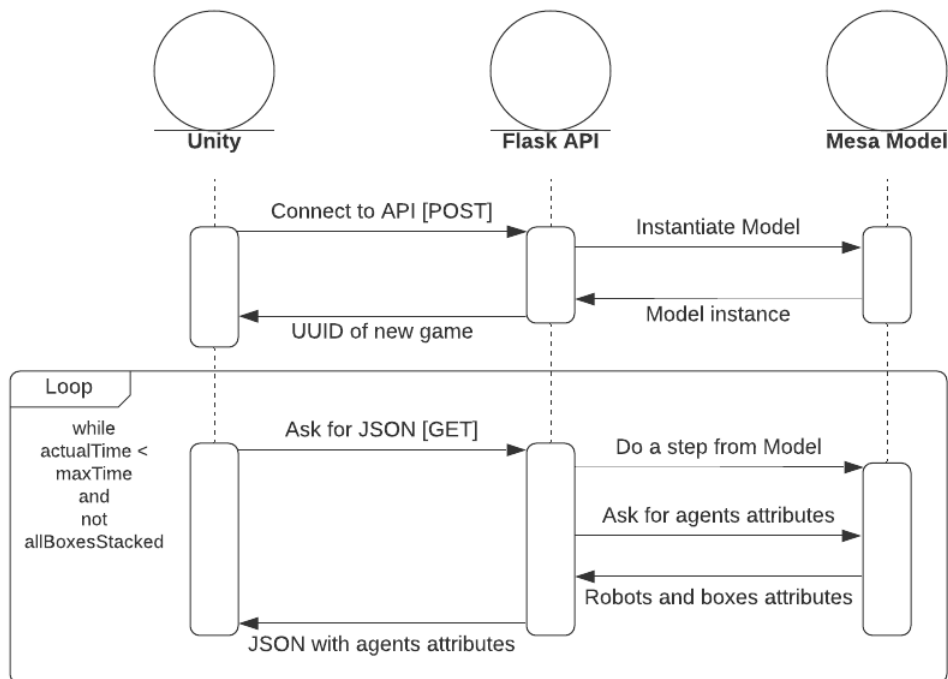 Unity
Flask API
Mesa Model
Connect to API [POST]
Instantiate Model
Model instance
UUID of new game
Loop
while
actualTime <
maxTime
and
not
allBoxesStacked
Ask for JSON [GET]
Do a step from Model
Ask for agents attributes
Robots and boxes attributes
JSON with agents attributes